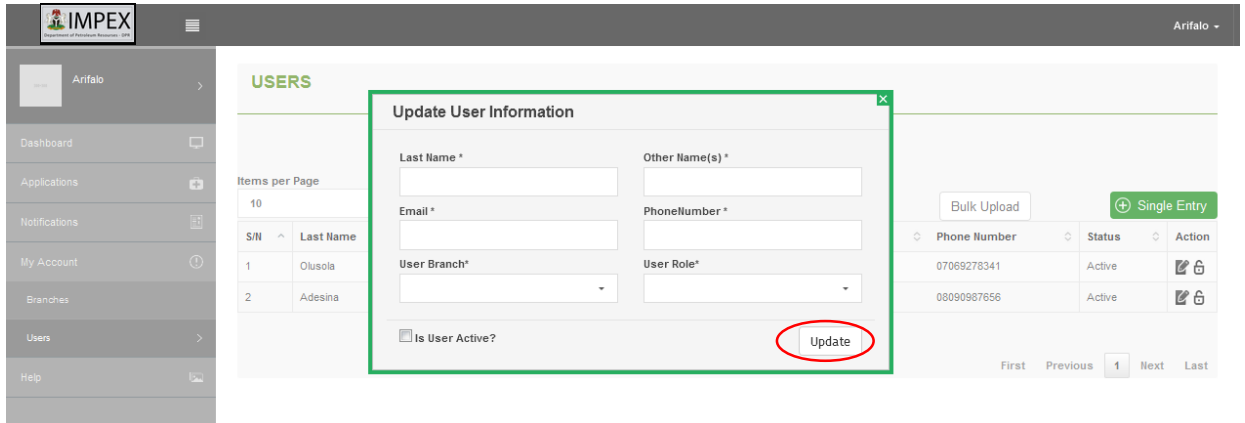 IMPEX
Department of Petroleum Resources - DPR
Arifalo
Arifalo
Dashboard
Applications
Notifications
My Account
Branches
Users
Help
USERS
Items per Page
10
Bulk Upload
Single Entry
S/N Last Name Phone Number Status Action
1 Olusola 07069278341 Active
2 Adesina 08090987656 Active
First Previous 1 Next Last
Update User Information
Last Name * Other Name(s) *
Email * PhoneNumber *
User Branch* User Role*
Is User Active? Update